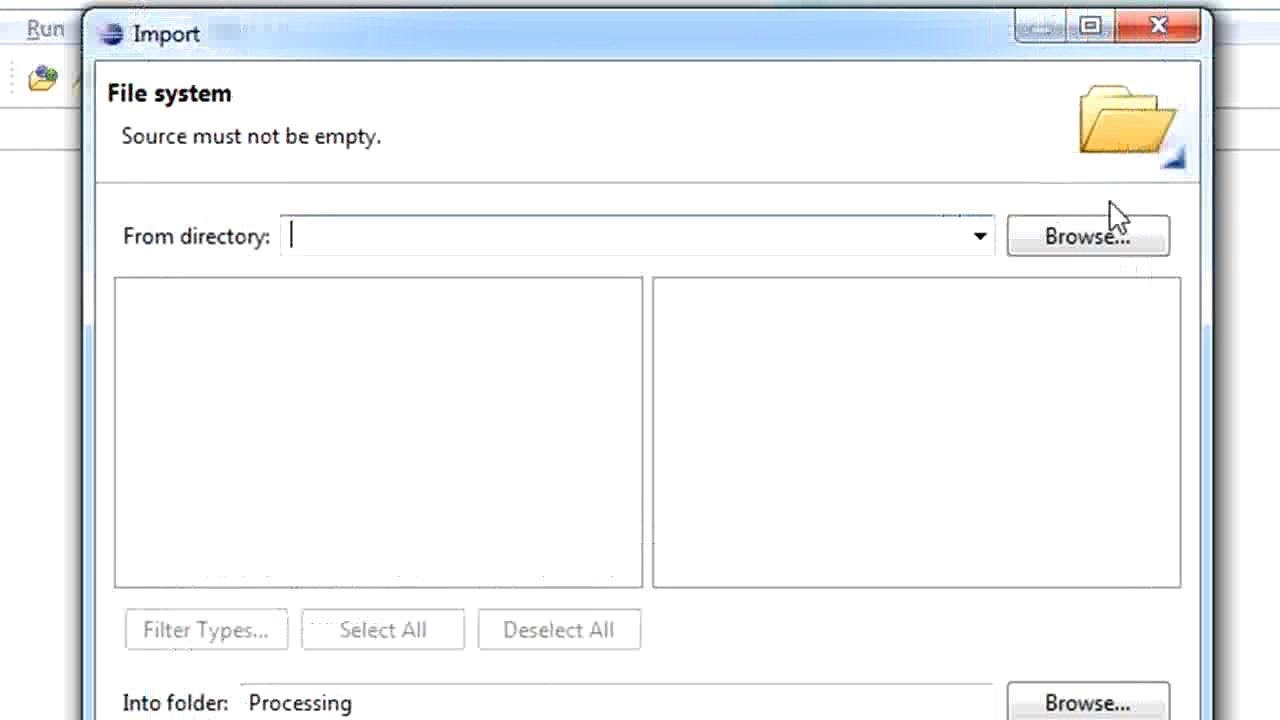 Run
Import
File system
Source must not be empty.
From directory:
Browse...
Filter Types...
Select All
Deselect All
Into folder: Processing
Browse...